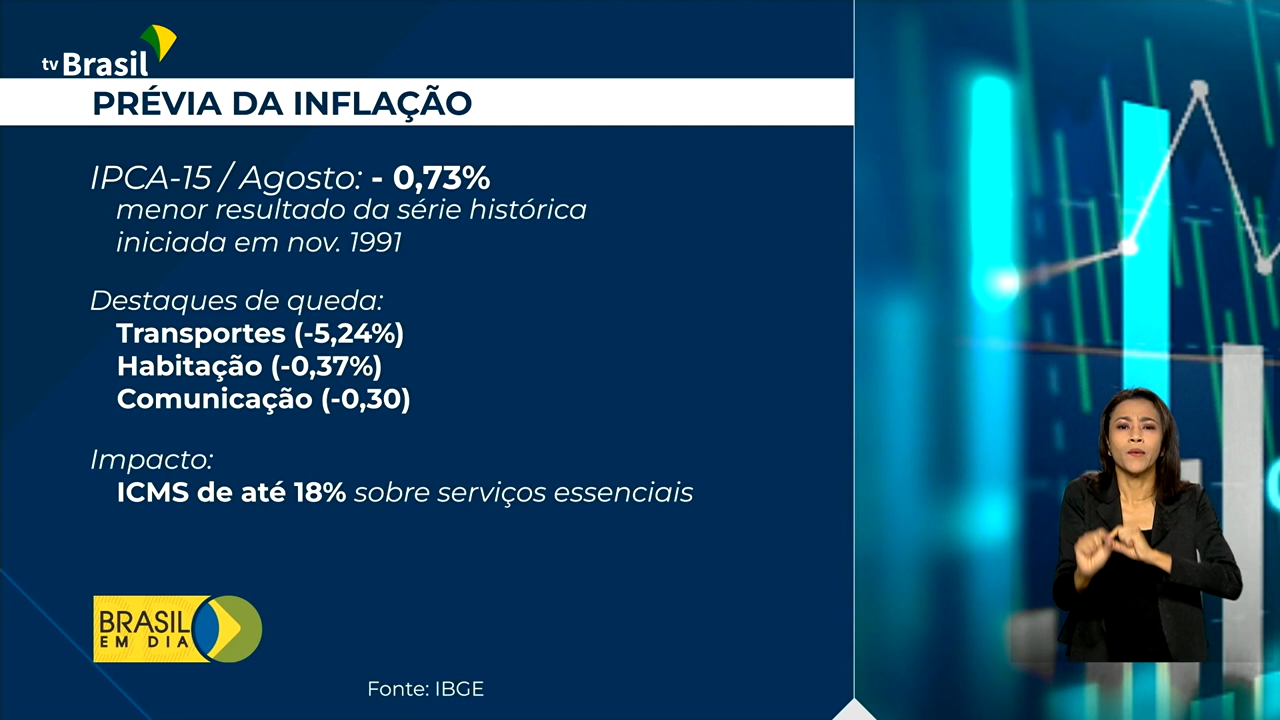 tv Brasil
PRÉVIA DA INFLAÇÃO
IPCA-15 / Agosto: - 0,73%
menor resultado da série histórica
iniciada em nov. 1991
Destaques de queda:
Transportes (-5,24%)
Habitação (-0,37%)
Comunicação (-0,30)
Impacto:
ICMS de até 18% sobre serviços essenciais
BRASIL
EM DIA
Fonte: IBGE